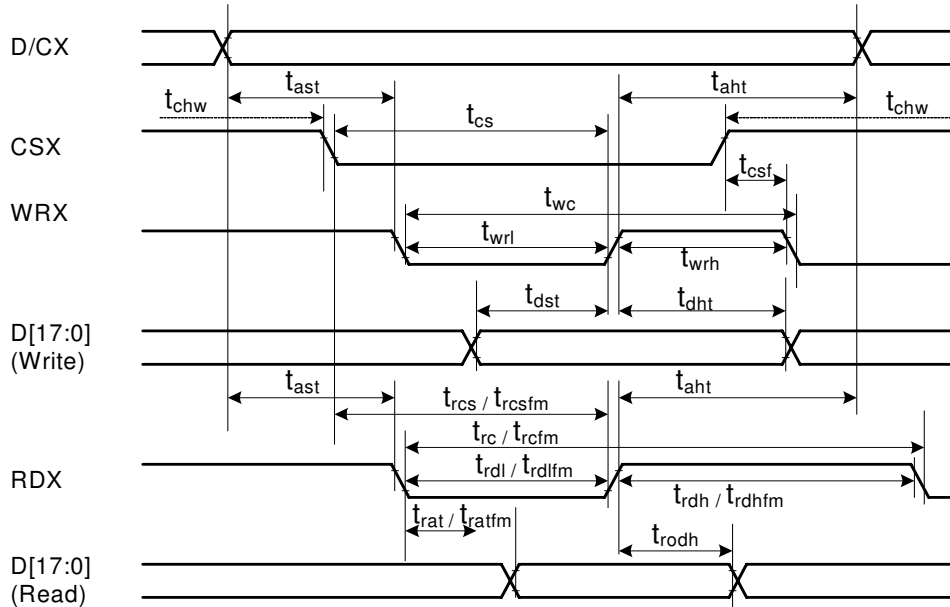 D/CX
t_ast
t_aht
t_chw
t_chw
t_cs
CSX
t_csf
WRX
t_wc
t_wrl
t_wrh
t_dst
t_dht
D[17:0]
(Write)
t_ast
t_aht
t_rcs / t_rcsfm
t_rc / t_rcfm
RDX
t_rdl / t_rdlfm
t_rdh / t_rdhfm
t_rat / t_ratfm
t_rodh
D[17:0]
(Read)